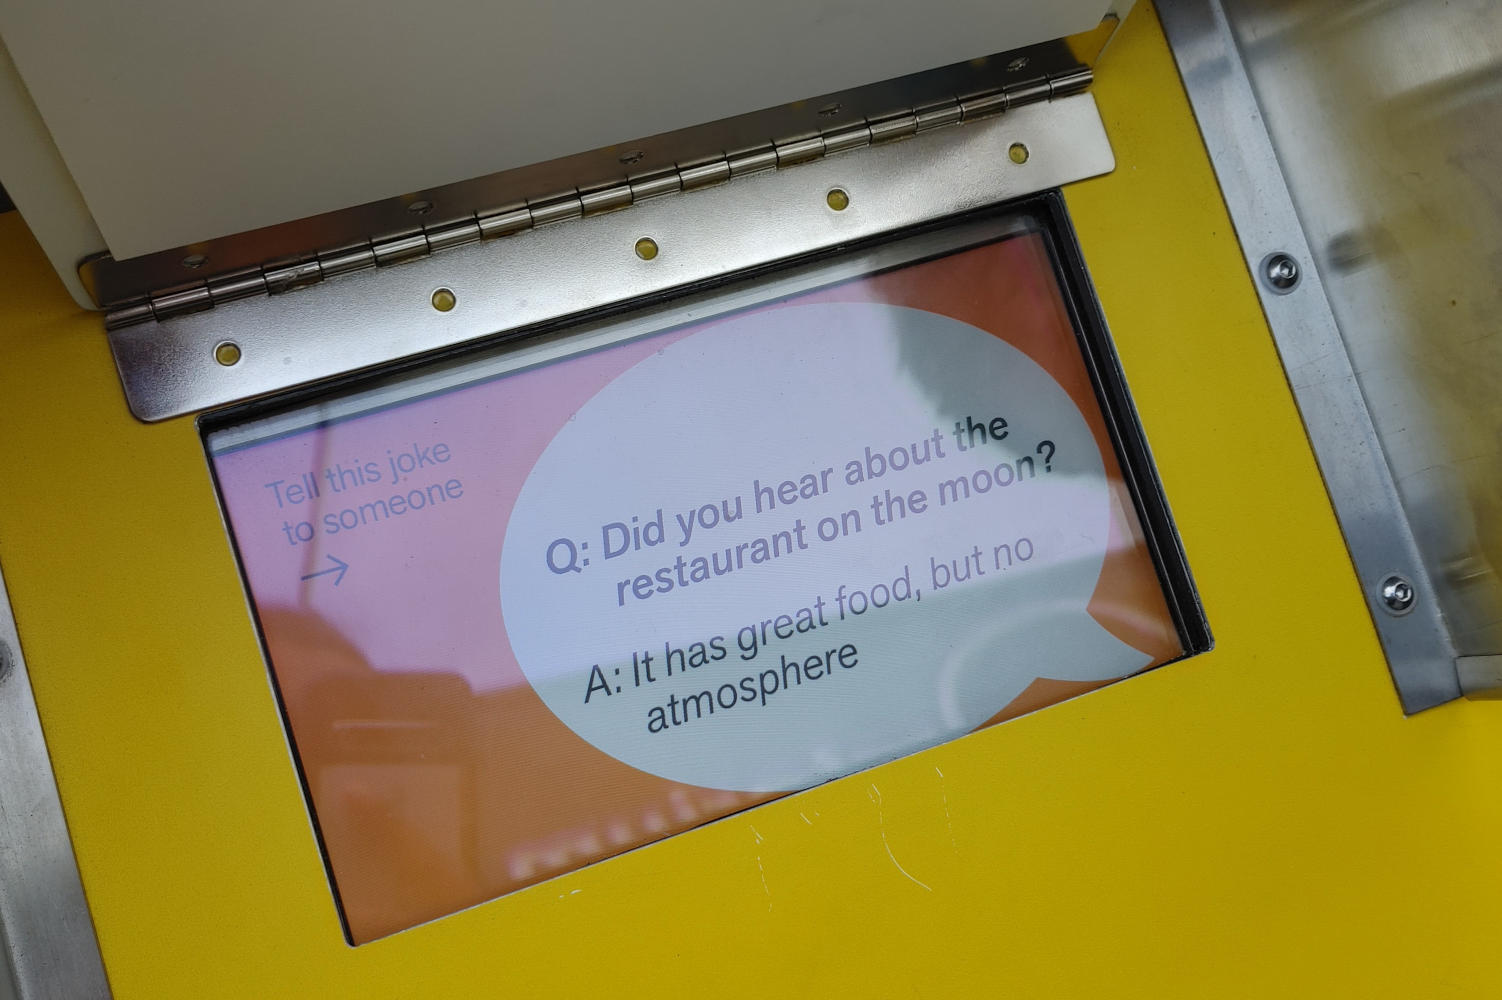 Tell this joke
to someone
→
Q: Did you hear about the
restaurant on the moon?
A: It has great food, but no
atmosphere